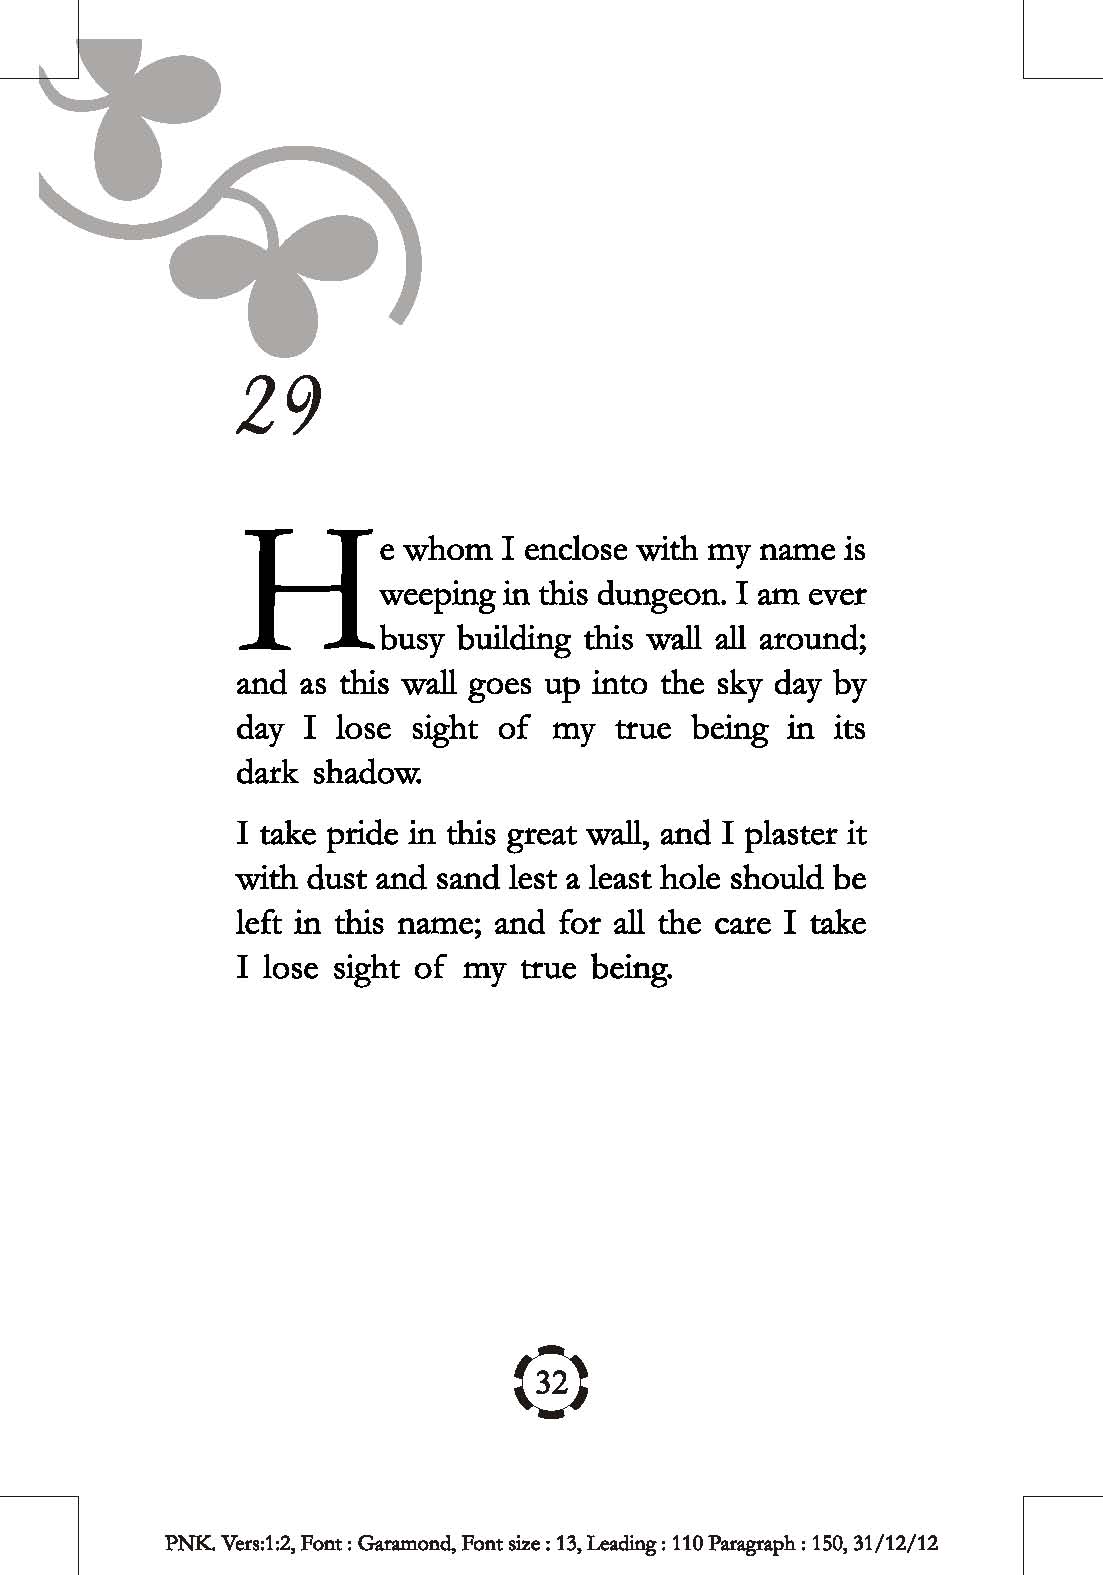 29
He whom I enclose with my name is
weeping in this dungeon. I am ever
busy building this wall all around;
and as this wall goes up into the sky day by
day I lose sight of my true being in its
dark shadow.
I take pride in this great wall, and I plaster it
with dust and sand lest a least hole should be
left in this name; and for all the care I take
I lose sight of my true being.
32
PNK. Vers:1:2, Font : Garamond, Font size : 13, Leading : 110 Paragraph : 150, 31/12/12